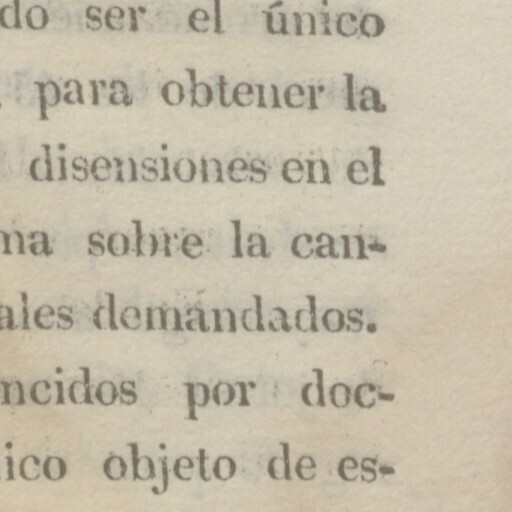 do ser el único
, para obtener la
disensiones en el
ma sobre la can-
ales demandados.
ncidos por doc-
ico objeto de es-